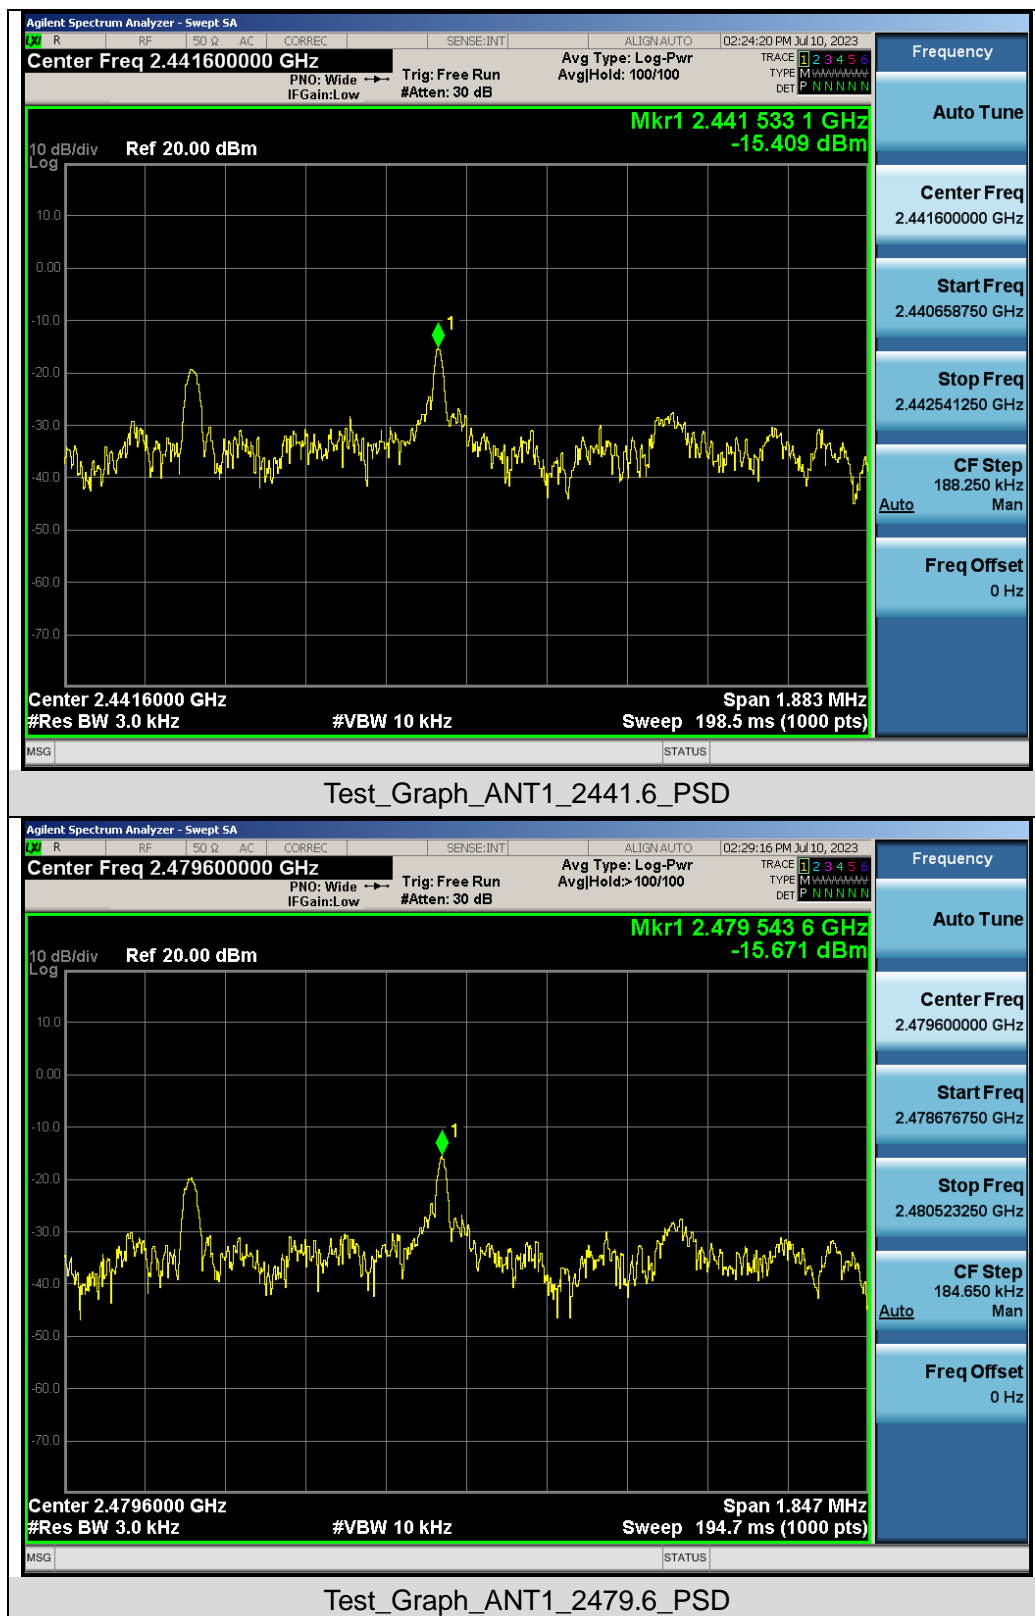 Agilent Spectrum Analyzer - Swept SA
LXI R RF 50 Ω AC CORREC SENSE:INT ALIGN AUTO 02:24:20 PM Jul 10, 2023
Center Freq 2.441600000 GHz
PNO: Wide
IFGain:Low
Trig: Free Run
#Atten: 30 dB
Avg Type: Log-Pwr
Avg|Hold: 100/100
TRACE 1 2 3 4 5 6
TYPE M WWWWW
DET P N N N N N
Mkr1 2.441 533 1 GHz
-15.409 dBm
10 dB/div Ref 20.00 dBm
Log
10.0
0.00
-10.0
-20.0
-30.0
-40.0
-50.0
-60.0
-70.0
1
Center 2.4416000 GHz Span 1.883 MHz
#Res BW 3.0 kHz #VBW 10 kHz Sweep 198.5 ms (1000 pts)
MSG STATUS
Frequency
Auto Tune
Center Freq
2.441600000 GHz
Start Freq
2.440658750 GHz
Stop Freq
2.442541250 GHz
CF Step
188.250 kHz
Auto Man
Freq Offset
0 Hz
Test_Graph_ANT1_2441.6_PSD
Agilent Spectrum Analyzer - Swept SA
LXI R RF 50 Ω AC CORREC SENSE:INT ALIGN AUTO 02:29:16 PM Jul 10, 2023
Center Freq 2.479600000 GHz
PNO: Wide
IFGain:Low
Trig: Free Run
#Atten: 30 dB
Avg Type: Log-Pwr
Avg|Hold:>100/100
TRACE 1 2 3 4 5 6
TYPE M WWWWW
DET P N N N N N
Mkr1 2.479 543 6 GHz
-15.671 dBm
10 dB/div Ref 20.00 dBm
Log
10.0
0.00
-10.0
-20.0
-30.0
-40.0
-50.0
-60.0
-70.0
1
Center 2.4796000 GHz Span 1.847 MHz
#Res BW 3.0 kHz #VBW 10 kHz Sweep 194.7 ms (1000 pts)
MSG STATUS
Frequency
Auto Tune
Center Freq
2.479600000 GHz
Start Freq
2.478676750 GHz
Stop Freq
2.480523250 GHz
CF Step
184.650 kHz
Auto Man
Freq Offset
0 Hz
Test_Graph_ANT1_2479.6_PSD